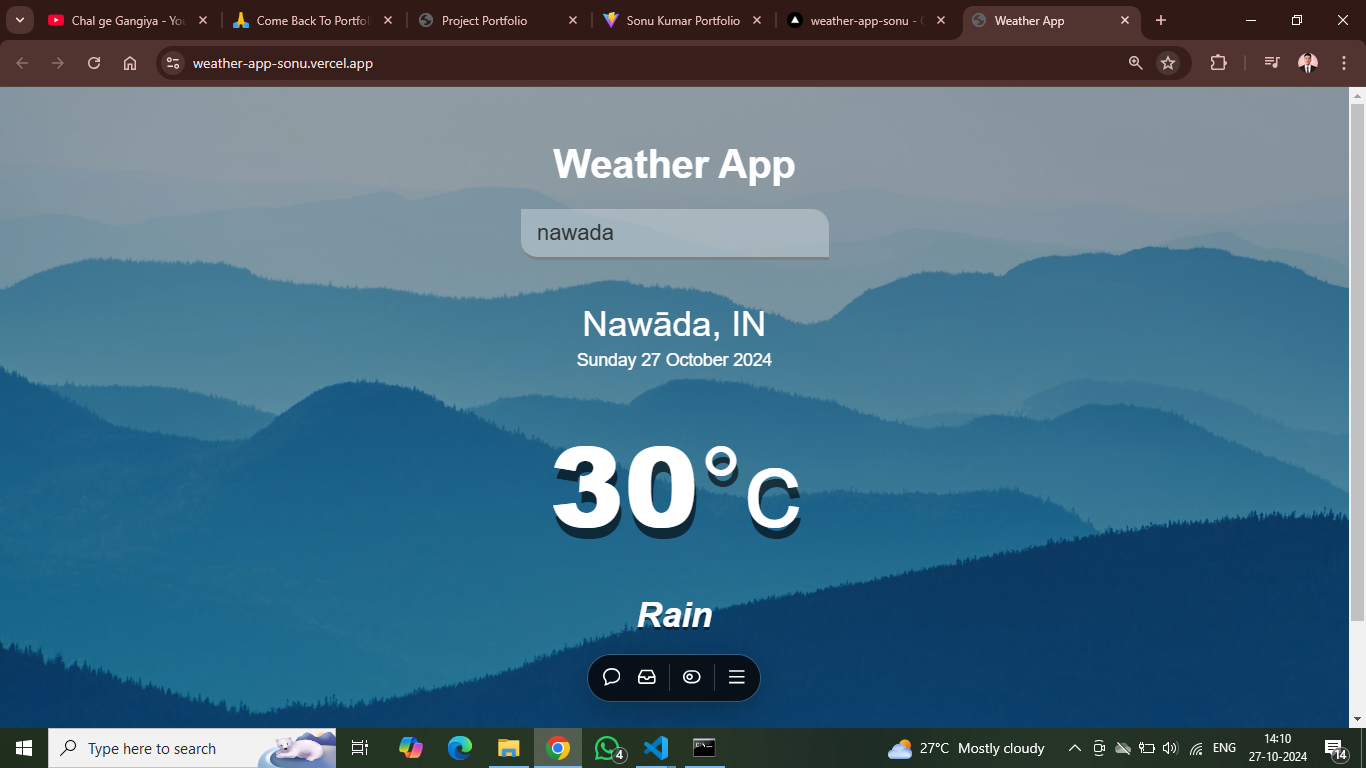 Chal ge Gangiya - You
Come Back To Portfol
Project Portfolio
Sonu Kumar Portfolio
weather-app-sonu - O
Weather App
weather-app-sonu.vercel.app
Weather App
nawada
Nawāda, IN
Sunday 27 October 2024
30°C
Rain
Type here to search
4
27°C Mostly cloudy
ENG
14:10
27-10-2024
14